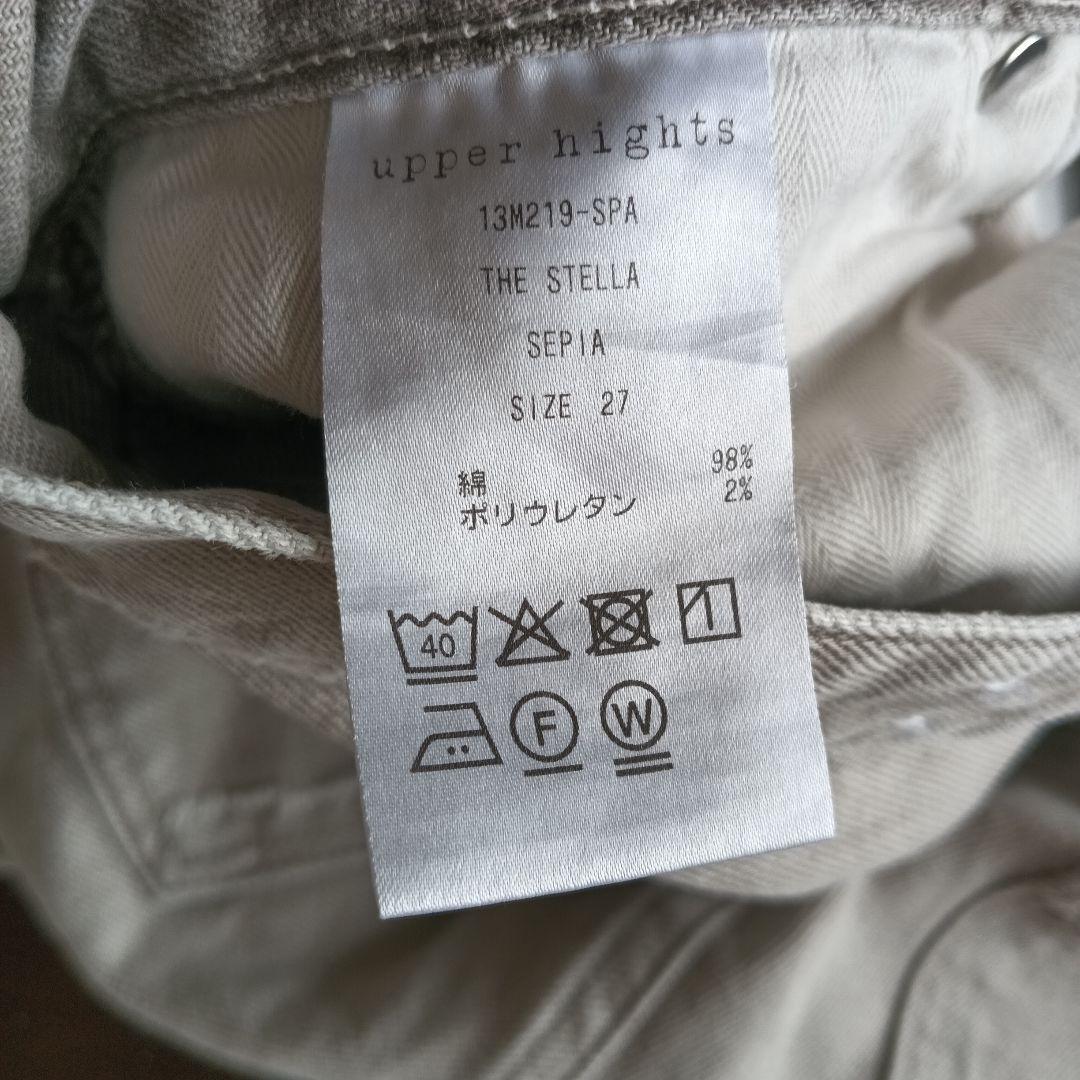 upper hights
13M219-SPA
THE STELLA
SEPIA
SIZE 27
綿 98%
ポリウレタン 2%
40
F W